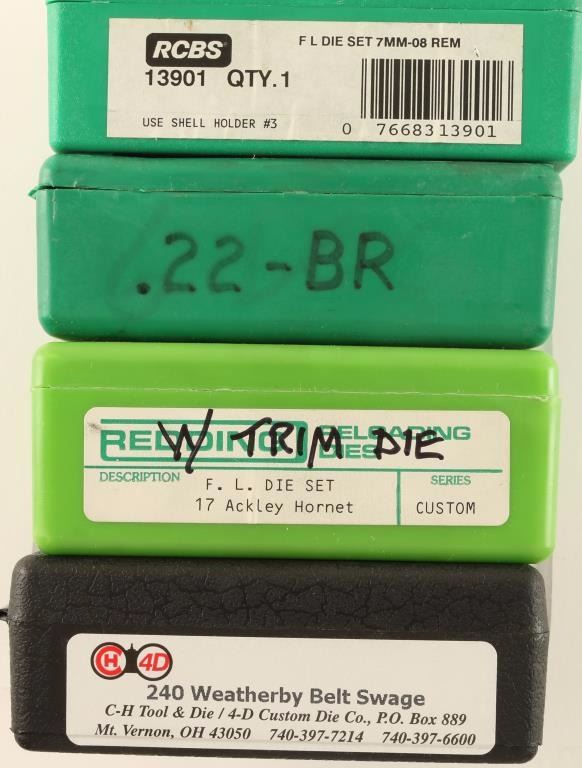 RCBS
F L DIE SET 7MM-08 REM
13901 QTY.1
USE SHELL HOLDER #3
0 7668313901
.22-BR
REDDING RELOADING DIES
W/ TRIM DIE
DESCRIPTION
SERIES
F. L. DIE SET
17 Ackley Hornet
CUSTOM
CH 4D
240 Weatherby Belt Swage
C-H Tool & Die / 4-D Custom Die Co., P.O. Box 889
Mt. Vernon, OH 43050 740-397-7214 740-397-6600